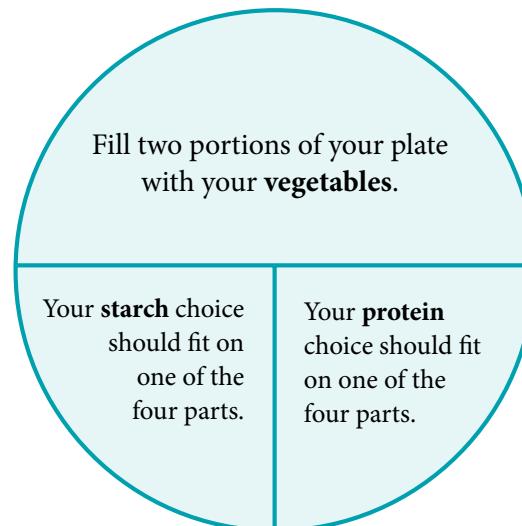 Fill two portions of your plate
with your vegetables.
Your starch choice
should fit on
one of the
four parts.
Your protein
choice should fit
on one of the
four parts.